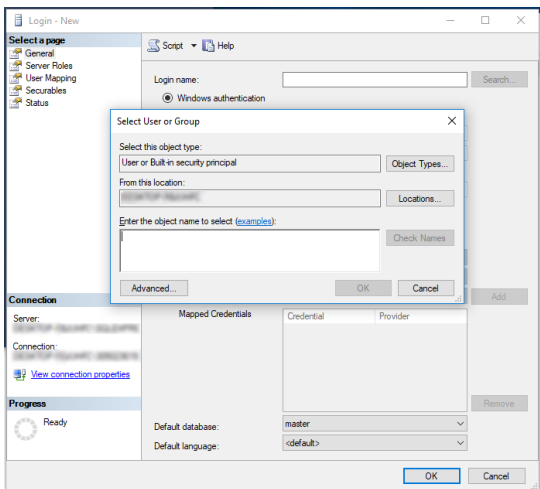 Login - New
Select a page
General
Server Roles
User Mapping
Securables
Status
Script
Help
Login name:
Search...
Windows authentication
Select User or Group
Select this object type:
User or Built-in security principal
Object Types...
From this location:
Locations...
Enter the object name to select (examples):
Check Names
Advanced...
OK
Cancel
Add
Mapped Credentials
Credential
Provider
Connection
Server:
Connection:
View connection properties
Progress
Ready
Remove
Default database:
master
Default language:
<default>
OK
Cancel